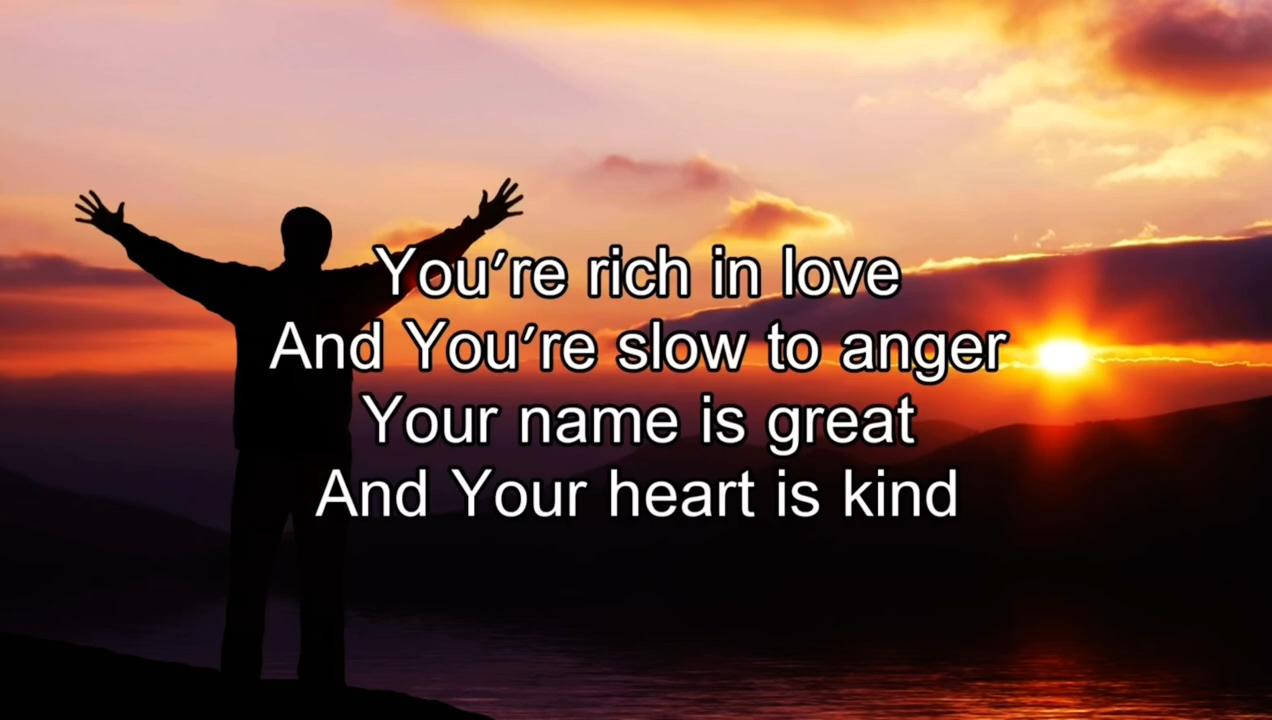 You're rich in love
And You're slow to anger
Your name is great
And Your heart is kind